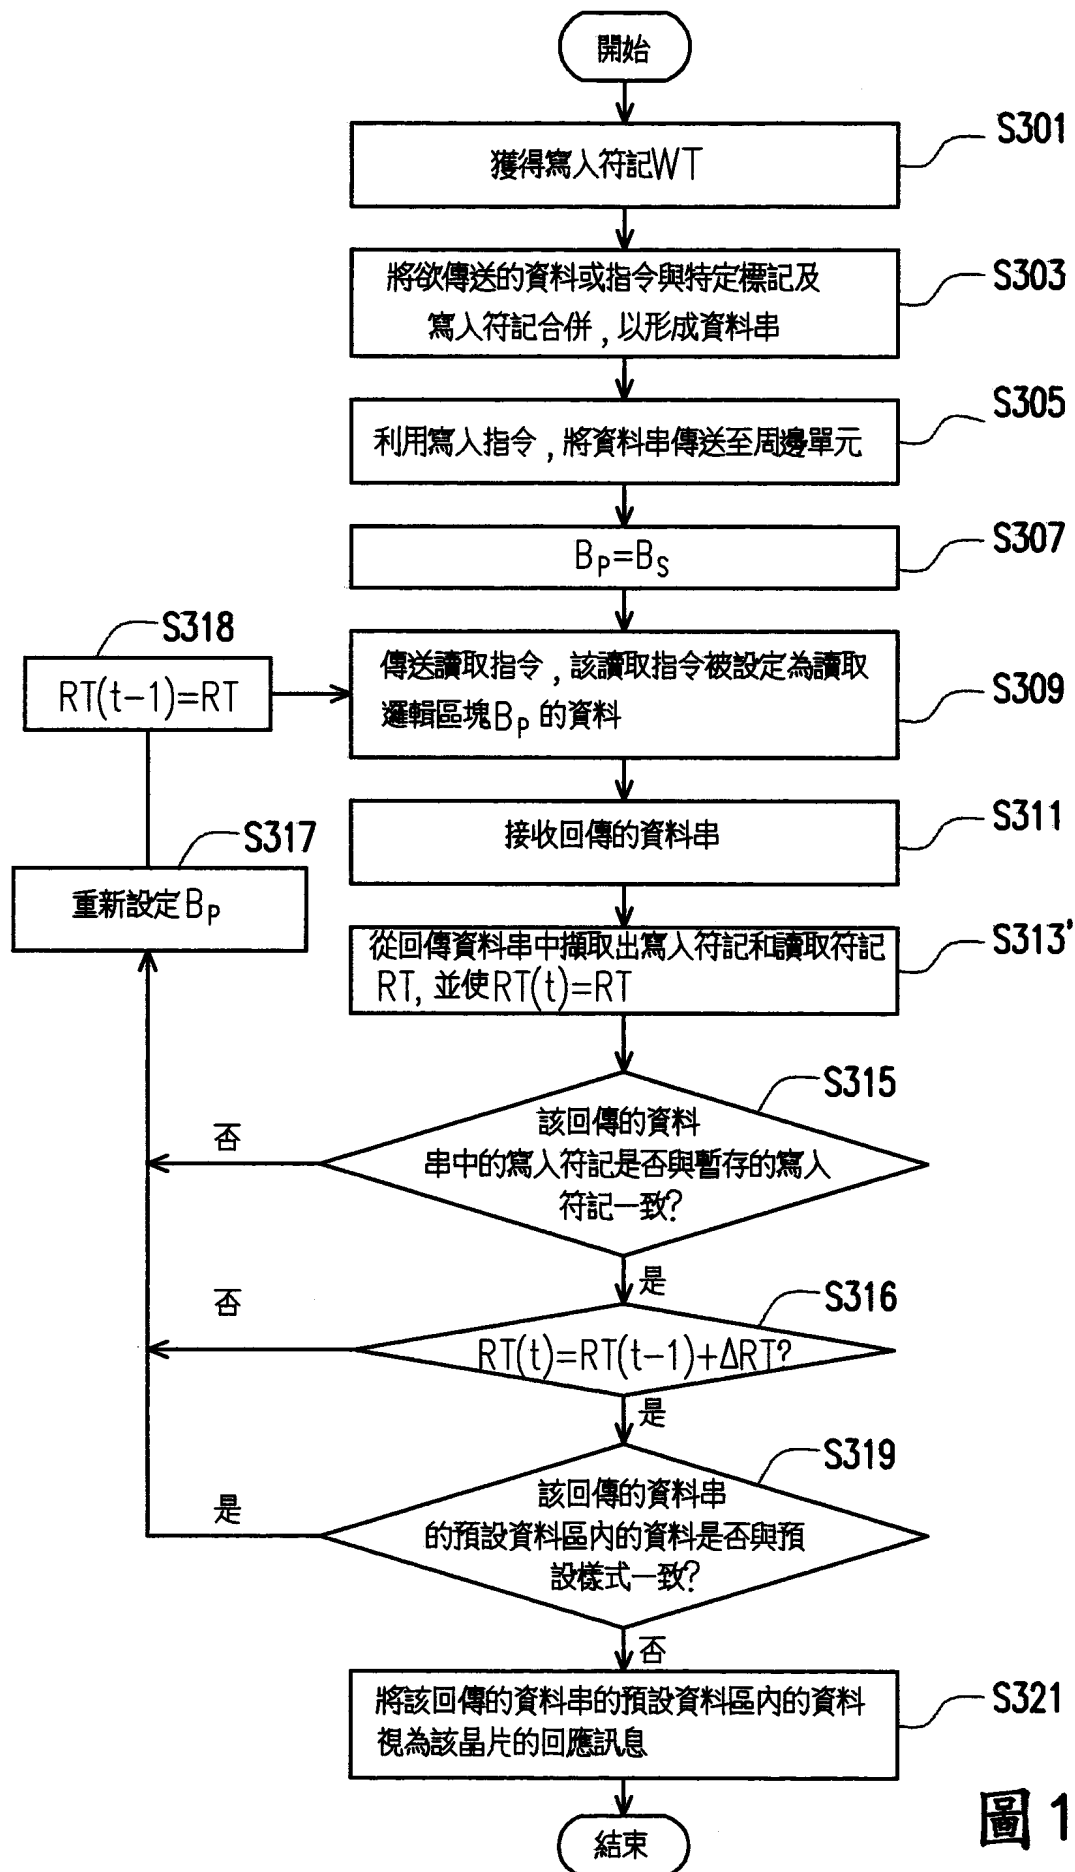 開始
S301
獲得寫入符記WT
S303
將欲傳送的資料或指令與特定標記及
寫入符記合併,以形成資料串
S305
利用寫入指令,將資料串傳送至周邊單元
S307
BP=BS
S318
RT(t-1)=RT
傳送讀取指令,該讀取指令被設定為讀取
邏輯區塊BP的資料
S309
S311
接收回傳的資料串
S317
重新設定BP
S313'
從回傳資料串中擷取出寫入符記和讀取符記
RT,並使RT(t)=RT
S315
該回傳的資料
串中的寫入符記是否與暫存的寫入
符記一致?
否
是
S316
否
RT(t)=RT(t-1)+ΔRT?
是
S319
該回傳的資料串
的預設資料區內的資料是否與預
設樣式一致?
是
否
S321
將該回傳的資料串的預設資料區內的資料
視為該晶片的回應訊息
結束
圖1